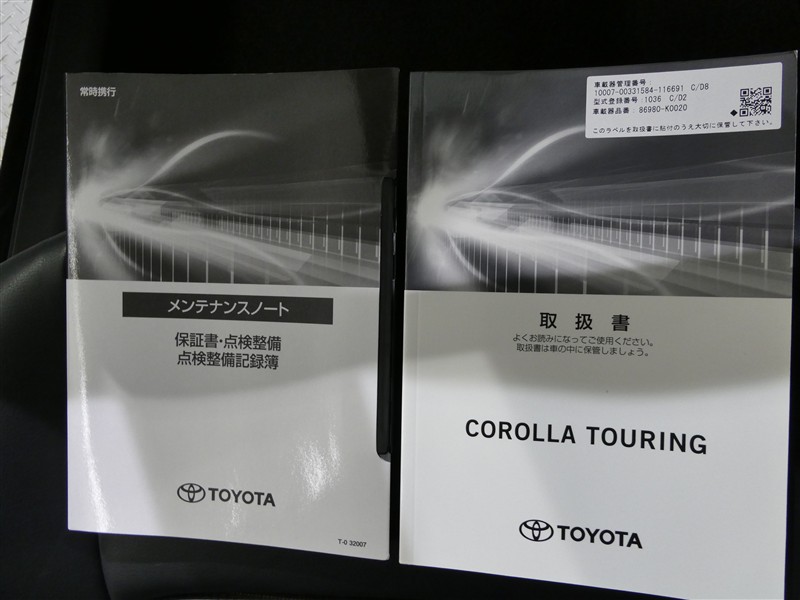 常時携行
メンテナンスノート
保証書・点検整備
点検整備記録簿
TOYOTA
T-0 32007
車載器管理番号：
10007-00331584-116691 C/D8
型式登録番号：1036 C/D2
車載器品番：86980-K0020
このラベルを取扱書に貼付のうえ大切に保管して下さい。
取扱書
よくお読みになってご使用ください。
取扱書は車の中に保管しましょう。
COROLLA TOURING
TOYOTA